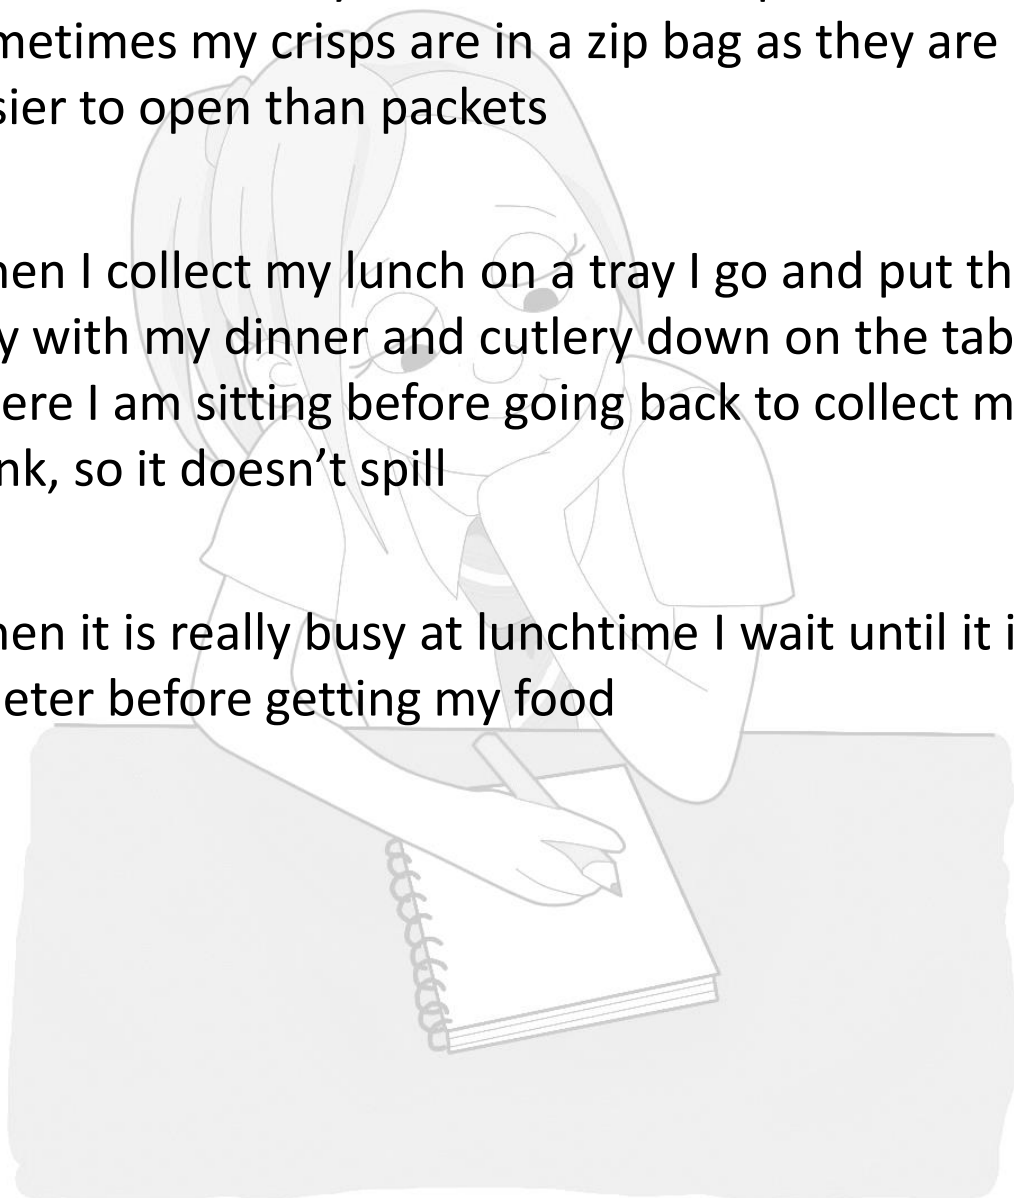 metimes my crisps are in a zip bag as they are
sier to open than packets
hen I collect my lunch on a tray I go and put th
y with my dinner and cutlery down on the tab
ere I am sitting before going back to collect m
nk, so it doesn’t spill
hen it is really busy at lunchtime I wait until it i
eter before getting my food